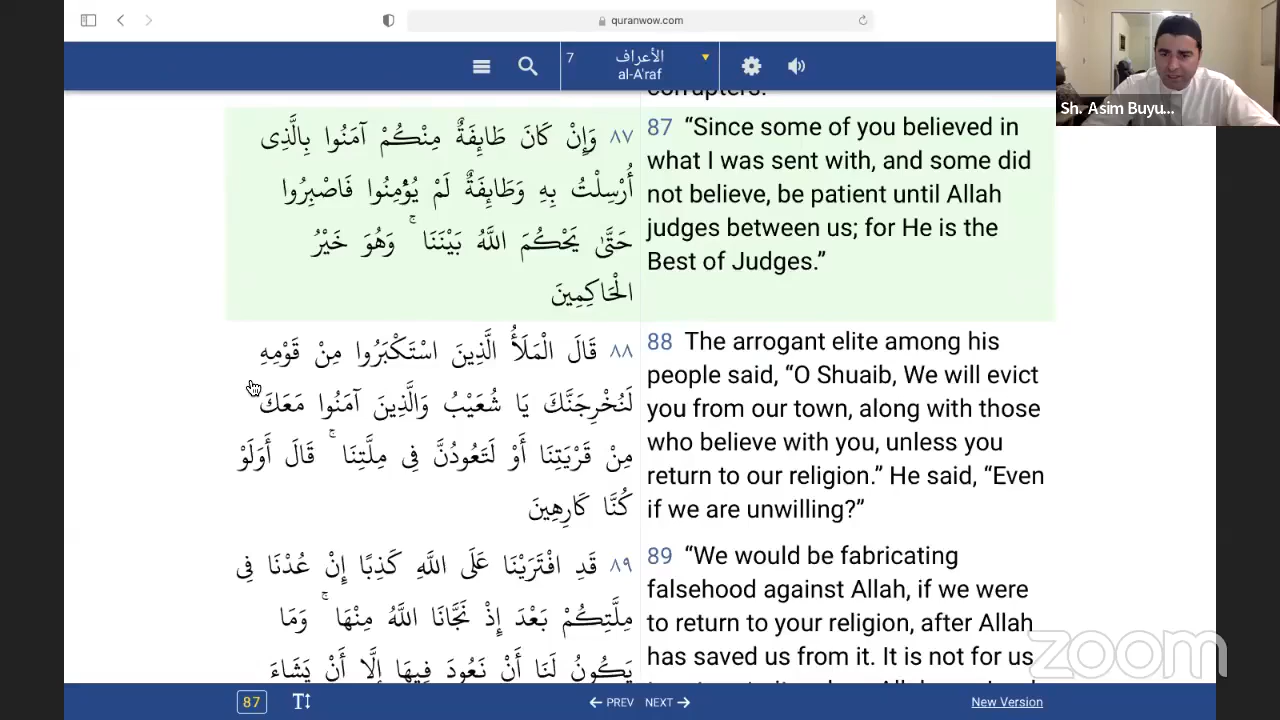 quranwow.com
7
الأعراف
al-A'raf
Sh. Asim Buyu...
corrupters.
٨٧ وَإِنْ كَانَ طَائِفَةٌ مِنْكُمْ آمَنُوا بِالَّذِى
أُرْسِلْتُ بِهِ وَطَائِفَةٌ لَمْ يُؤْمِنُوا فَاصْبِرُوا
حَتَّىٰ يَحْكُمَ اللَّهُ بَيْنَنَا ۚ وَهُوَ خَيْرُ
الْحَاكِمِينَ
87 “Since some of you believed in
what I was sent with, and some did
not believe, be patient until Allah
judges between us; for He is the
Best of Judges.”
٨٨ قَالَ الْمَلَأُ الَّذِينَ اسْتَكْبَرُوا مِنْ قَوْمِهِ
لَنُخْرِجَنَّكَ يَا شُعَيْبُ وَالَّذِينَ آمَنُوا مَعَكَ
مِنْ قَرْيَتِنَا أَوْ لَتَعُودُنَّ فِى مِلَّتِنَا ۚ قَالَ أَوَلَوْ
كُنَّا كَارِهِينَ
88 The arrogant elite among his
people said, “O Shuaib, We will evict
you from our town, along with those
who believe with you, unless you
return to our religion.” He said, “Even
if we are unwilling?”
٨٩ قَدِ افْتَرَيْنَا عَلَى اللَّهِ كَذِبًا إِنْ عُدْنَا فِى
مِلَّتِكُمْ بَعْدَ إِذْ نَجَّانَا اللَّهُ مِنْهَا ۚ وَمَا
يَكُونُ لَنَا أَنْ نَعُودَ فِيهَا إِلَّا أَنْ يَشَاءَ
89 “We would be fabricating
falsehood against Allah, if we were
to return to your religion, after Allah
has saved us from it. It is not for us
zoom
87
PREV NEXT
New Version